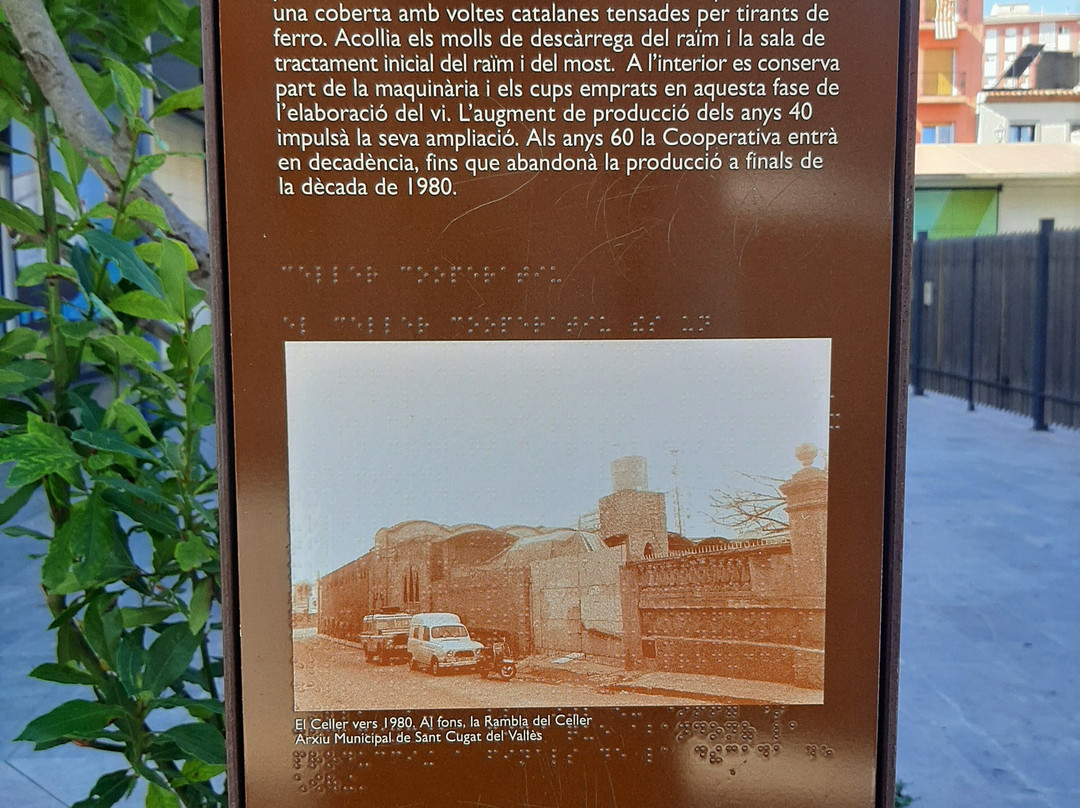 una coberta amb voltes catalanes tensades per tirants de
ferro. Acollia els molls de descàrrega del raïm i la sala de
tractament inicial del raïm i del most. A l'interior es conserva
part de la maquinària i els cups emprats en aquesta fase de
l'elaboració del vi. L'augment de producció dels anys 40
impulsà la seva ampliació. Als anys 60 la Cooperativa entrà
en decadència, fins que abandonà la producció a finals de
la dècada de 1980.
El Celler vers 1980. Al fons, la Rambla del Celler
Arxiu Municipal de Sant Cugat del Vallès